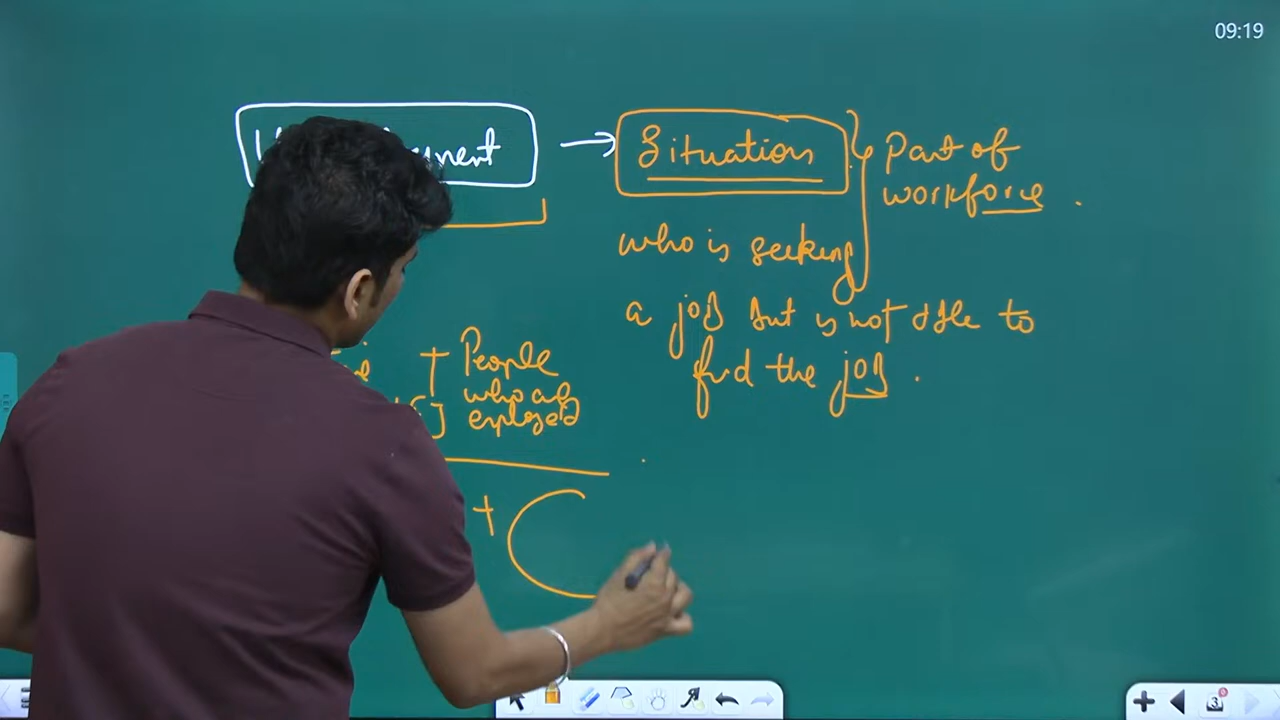 09:19
Situation
Part of
workforce .
who is seeking
a job but is not able to
find the job .
+ People
who are
employed
+
3